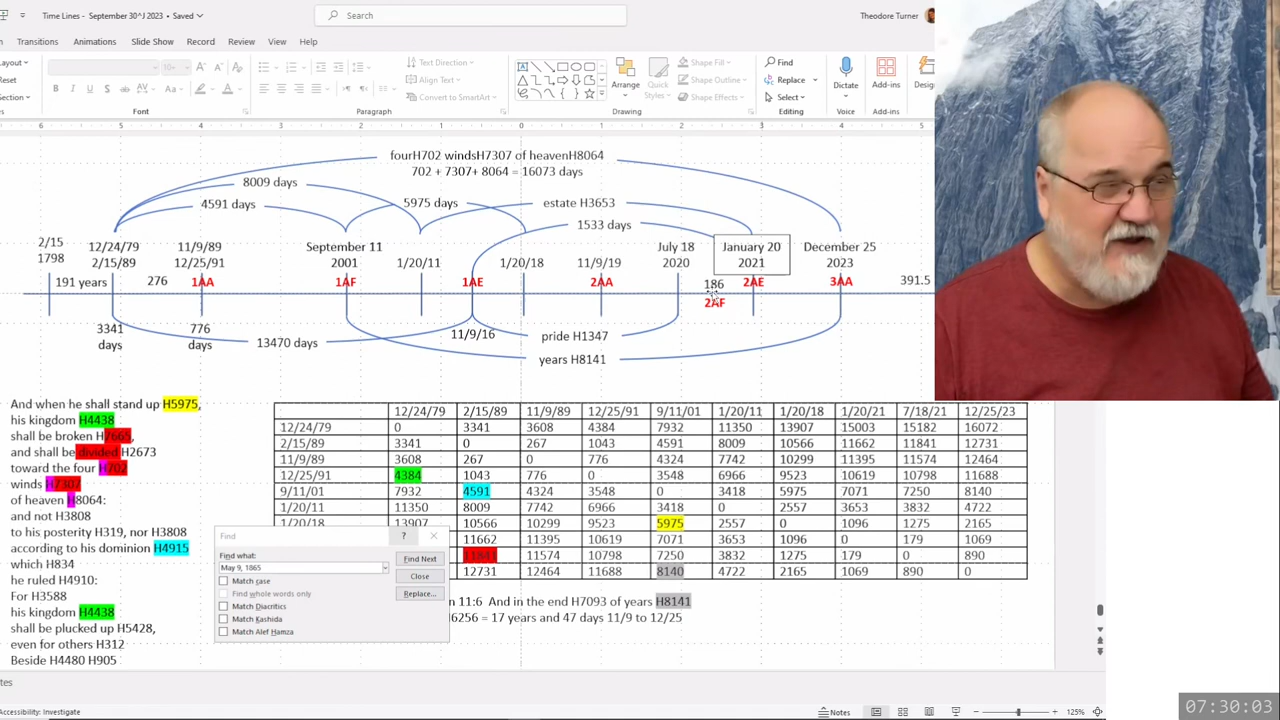 Time Lines - September 30^J 2023 • Saved
Search
Theodore Turner
Transitions Animations Slide Show Record Review View Help
Layout
Reset
Section
Text Direction
Align Text
Convert to SmartArt
Arrange
Quick Styles
Shape Fill
Shape Outline
Shape Effects
Find
Replace
Select
Dictate
Add-ins
Font
Paragraph
Drawing
Editing
Voice
Add-ins
6 5 4 3 2 1 0 1 2 3 4 5
fourH702 windsH7307 of heavenH8064
702 + 7307+ 8064 = 16073 days
8009 days
4591 days
5975 days
estate H3653
1533 days
2/15
1798
12/24/79
2/15/89
11/9/89
12/25/91
September 11
2001
1/20/11
1/20/18
11/9/19
July 18
2020
January 20
2021
December 25
2023
191 years
276
1AA
1AF
1AE
2AA
186
2AF
2AE
3AA
391.5
3341
days
776
days
13470 days
11/9/16
pride H1347
years H8141
And when he shall stand up H5975,
his kingdom H4438
shall be broken H7665,
and shall be divided H2673
toward the four H702
winds H7307
of heaven H8064:
and not H3808
to his posterity H319, nor H3808
according to his dominion H4915
which H834
he ruled H4910:
For H3588
his kingdom H4438
shall be plucked up H5428,
even for others H312
Beside H4480 H905
12/24/79 2/15/89 11/9/89 12/25/91 9/11/01 1/20/11 1/20/18 1/20/21 7/18/21 12/25/23
12/24/79 0 3341 3608 4384 7932 11350 13907 15003 15182 16072
2/15/89 3341 0 267 1043 4591 8009 10566 11662 11841 12731
11/9/89 3608 267 0 776 4324 7742 10299 11395 11574 12464
12/25/91 4384 1043 776 0 3548 6966 9523 10619 10798 11688
9/11/01 7932 4591 4324 3548 0 3418 5975 7071 7250 8140
1/20/11 11350 8009 7742 6966 3418 0 2557 3653 3832 4722
1/20/18 13907 10566 10299 9523 5975 2557 0 1096 1275 2165
11662 11395 10619 7071 3653 1096 0 179 1069
11841 11574 10798 7250 3832 1275 179 0 890
12731 12464 11688 8140 4722 2165 1069 890 0
Find
?
Find what:
May 9, 1865
Match case
Find whole words only
Match Diacritics
Match Kashida
Match Alef Hamza
Find Next
Close
Replace...
n 11:6 And in the end H7093 of years H8141
6256 = 17 years and 47 days 11/9 to 12/25
tes
Accessibility: Investigate
Notes
125%
07:30:03